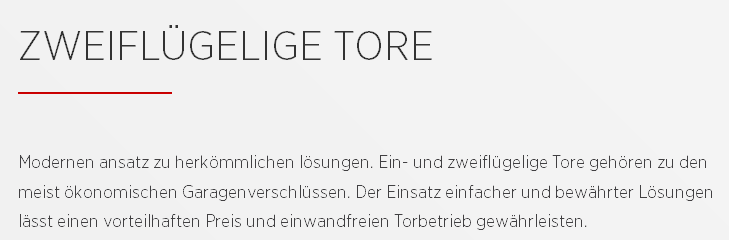 ZWEIFLÜGELIGE TORE
Modernen ansatz zu herkömmlichen lösungen. Ein- und zweiflügelige Tore gehören zu den
meist ökonomischen Garagenverschlüssen. Der Einsatz einfacher und bewährter Lösungen
lässt einen vorteilhaften Preis und einwandfreien Torbetrieb gewährleisten.